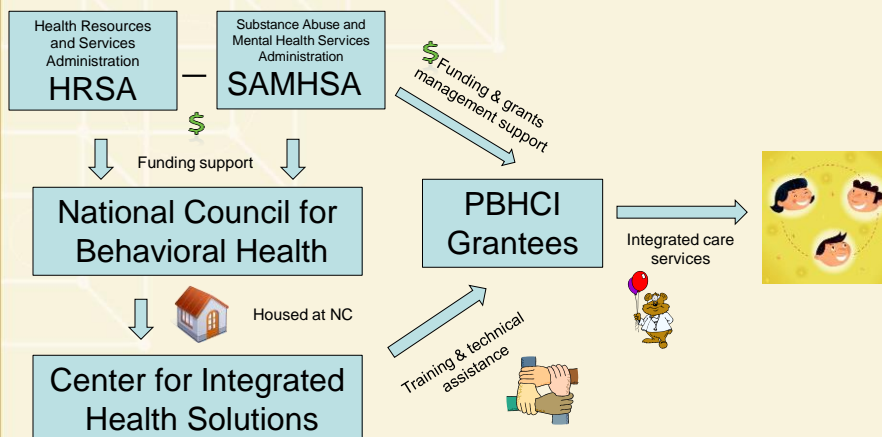 Health Resources
and Services
Administration
HRSA
Substance Abuse and
Mental Health Services
Administration
SAMHSA
$
Funding & grants
management support
$
Funding support
National Council for
Behavioral Health
PBHCI
Grantees
Integrated care
services
Housed at NC
Training & technical
assistance
Center for Integrated
Health Solutions